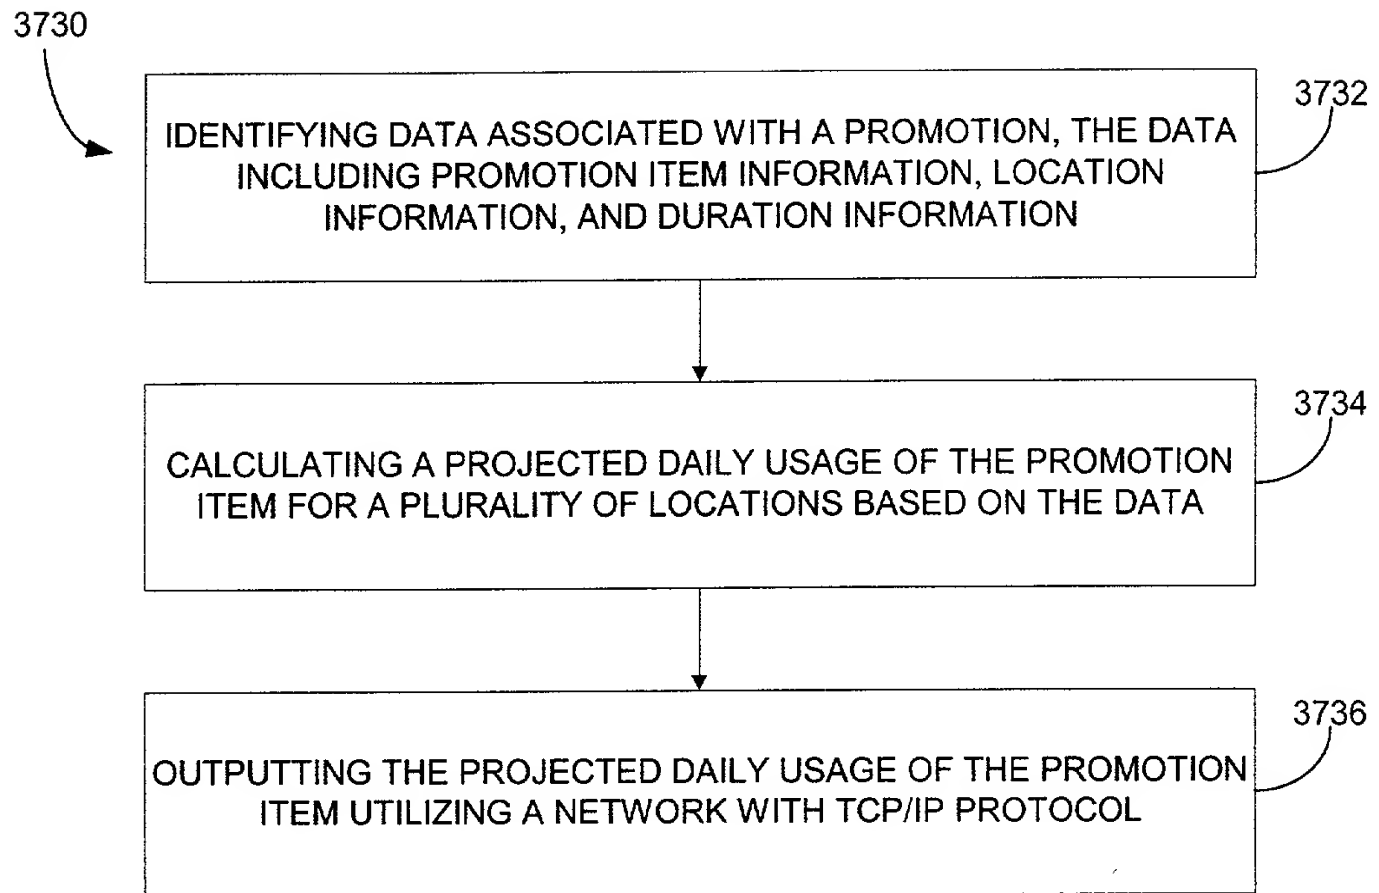 3730
3732
IDENTIFYING DATA ASSOCIATED WITH A PROMOTION, THE DATA
INCLUDING PROMOTION ITEM INFORMATION, LOCATION
INFORMATION, AND DURATION INFORMATION
3734
CALCULATING A PROJECTED DAILY USAGE OF THE PROMOTION
ITEM FOR A PLURALITY OF LOCATIONS BASED ON THE DATA
3736
OUTPUTTING THE PROJECTED DAILY USAGE OF THE PROMOTION
ITEM UTILIZING A NETWORK WITH TCP/IP PROTOCOL